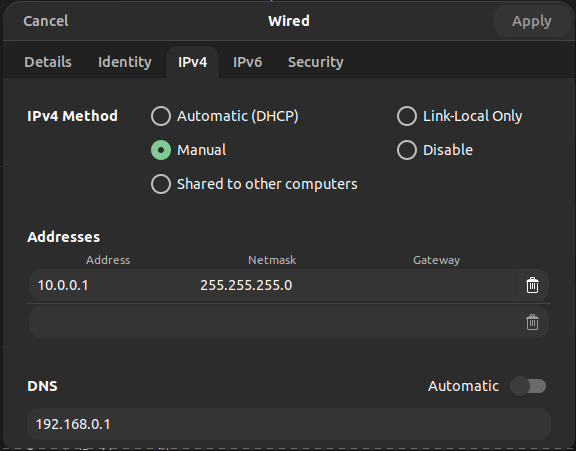 Cancel Wired Apply
Details Identity IPv4 IPv6 Security
IPv4 Method Automatic (DHCP) Link-Local Only
Manual Disable
Shared to other computers
Addresses
Address Netmask Gateway
10.0.0.1 255.255.255.0
DNS Automatic
192.168.0.1